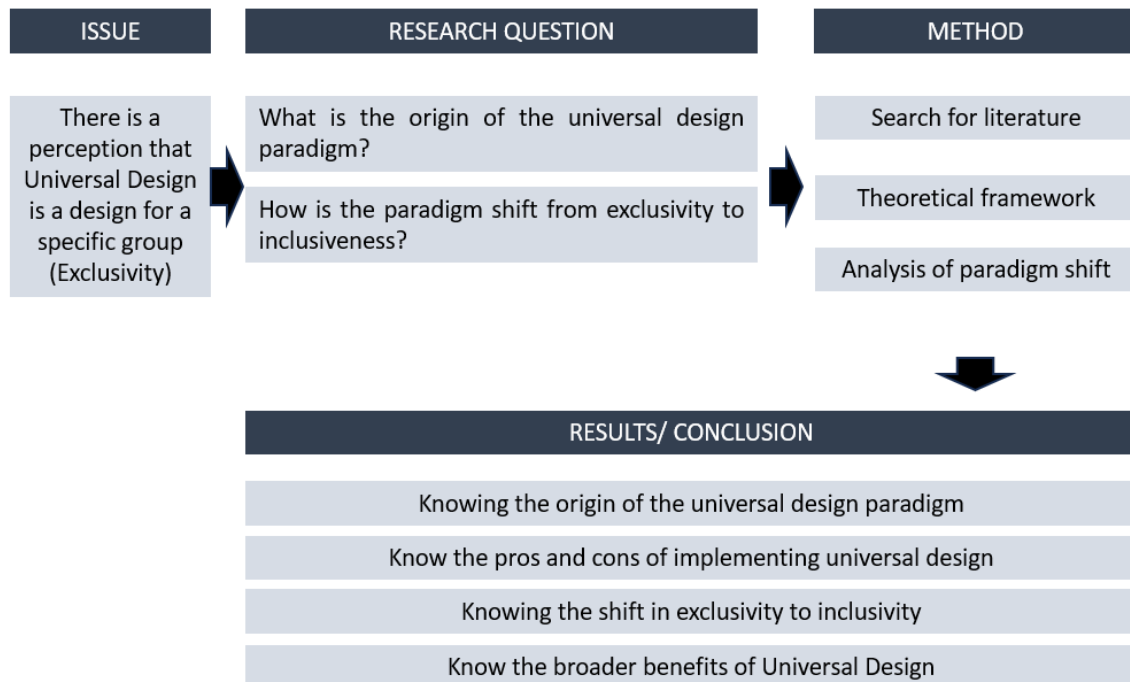 ISSUE
There is a
perception that
Universal Design
is a design for a
specific group
(Exclusivity)
RESEARCH QUESTION
What is the origin of the universal design
paradigm?
How is the paradigm shift from exclusivity to
inclusiveness?
METHOD
Search for literature
Theoretical framework
Analysis of paradigm shift
RESULTS/ CONCLUSION
Knowing the origin of the universal design paradigm
Know the pros and cons of implementing universal design
Knowing the shift in exclusivity to inclusivity
Know the broader benefits of Universal Design